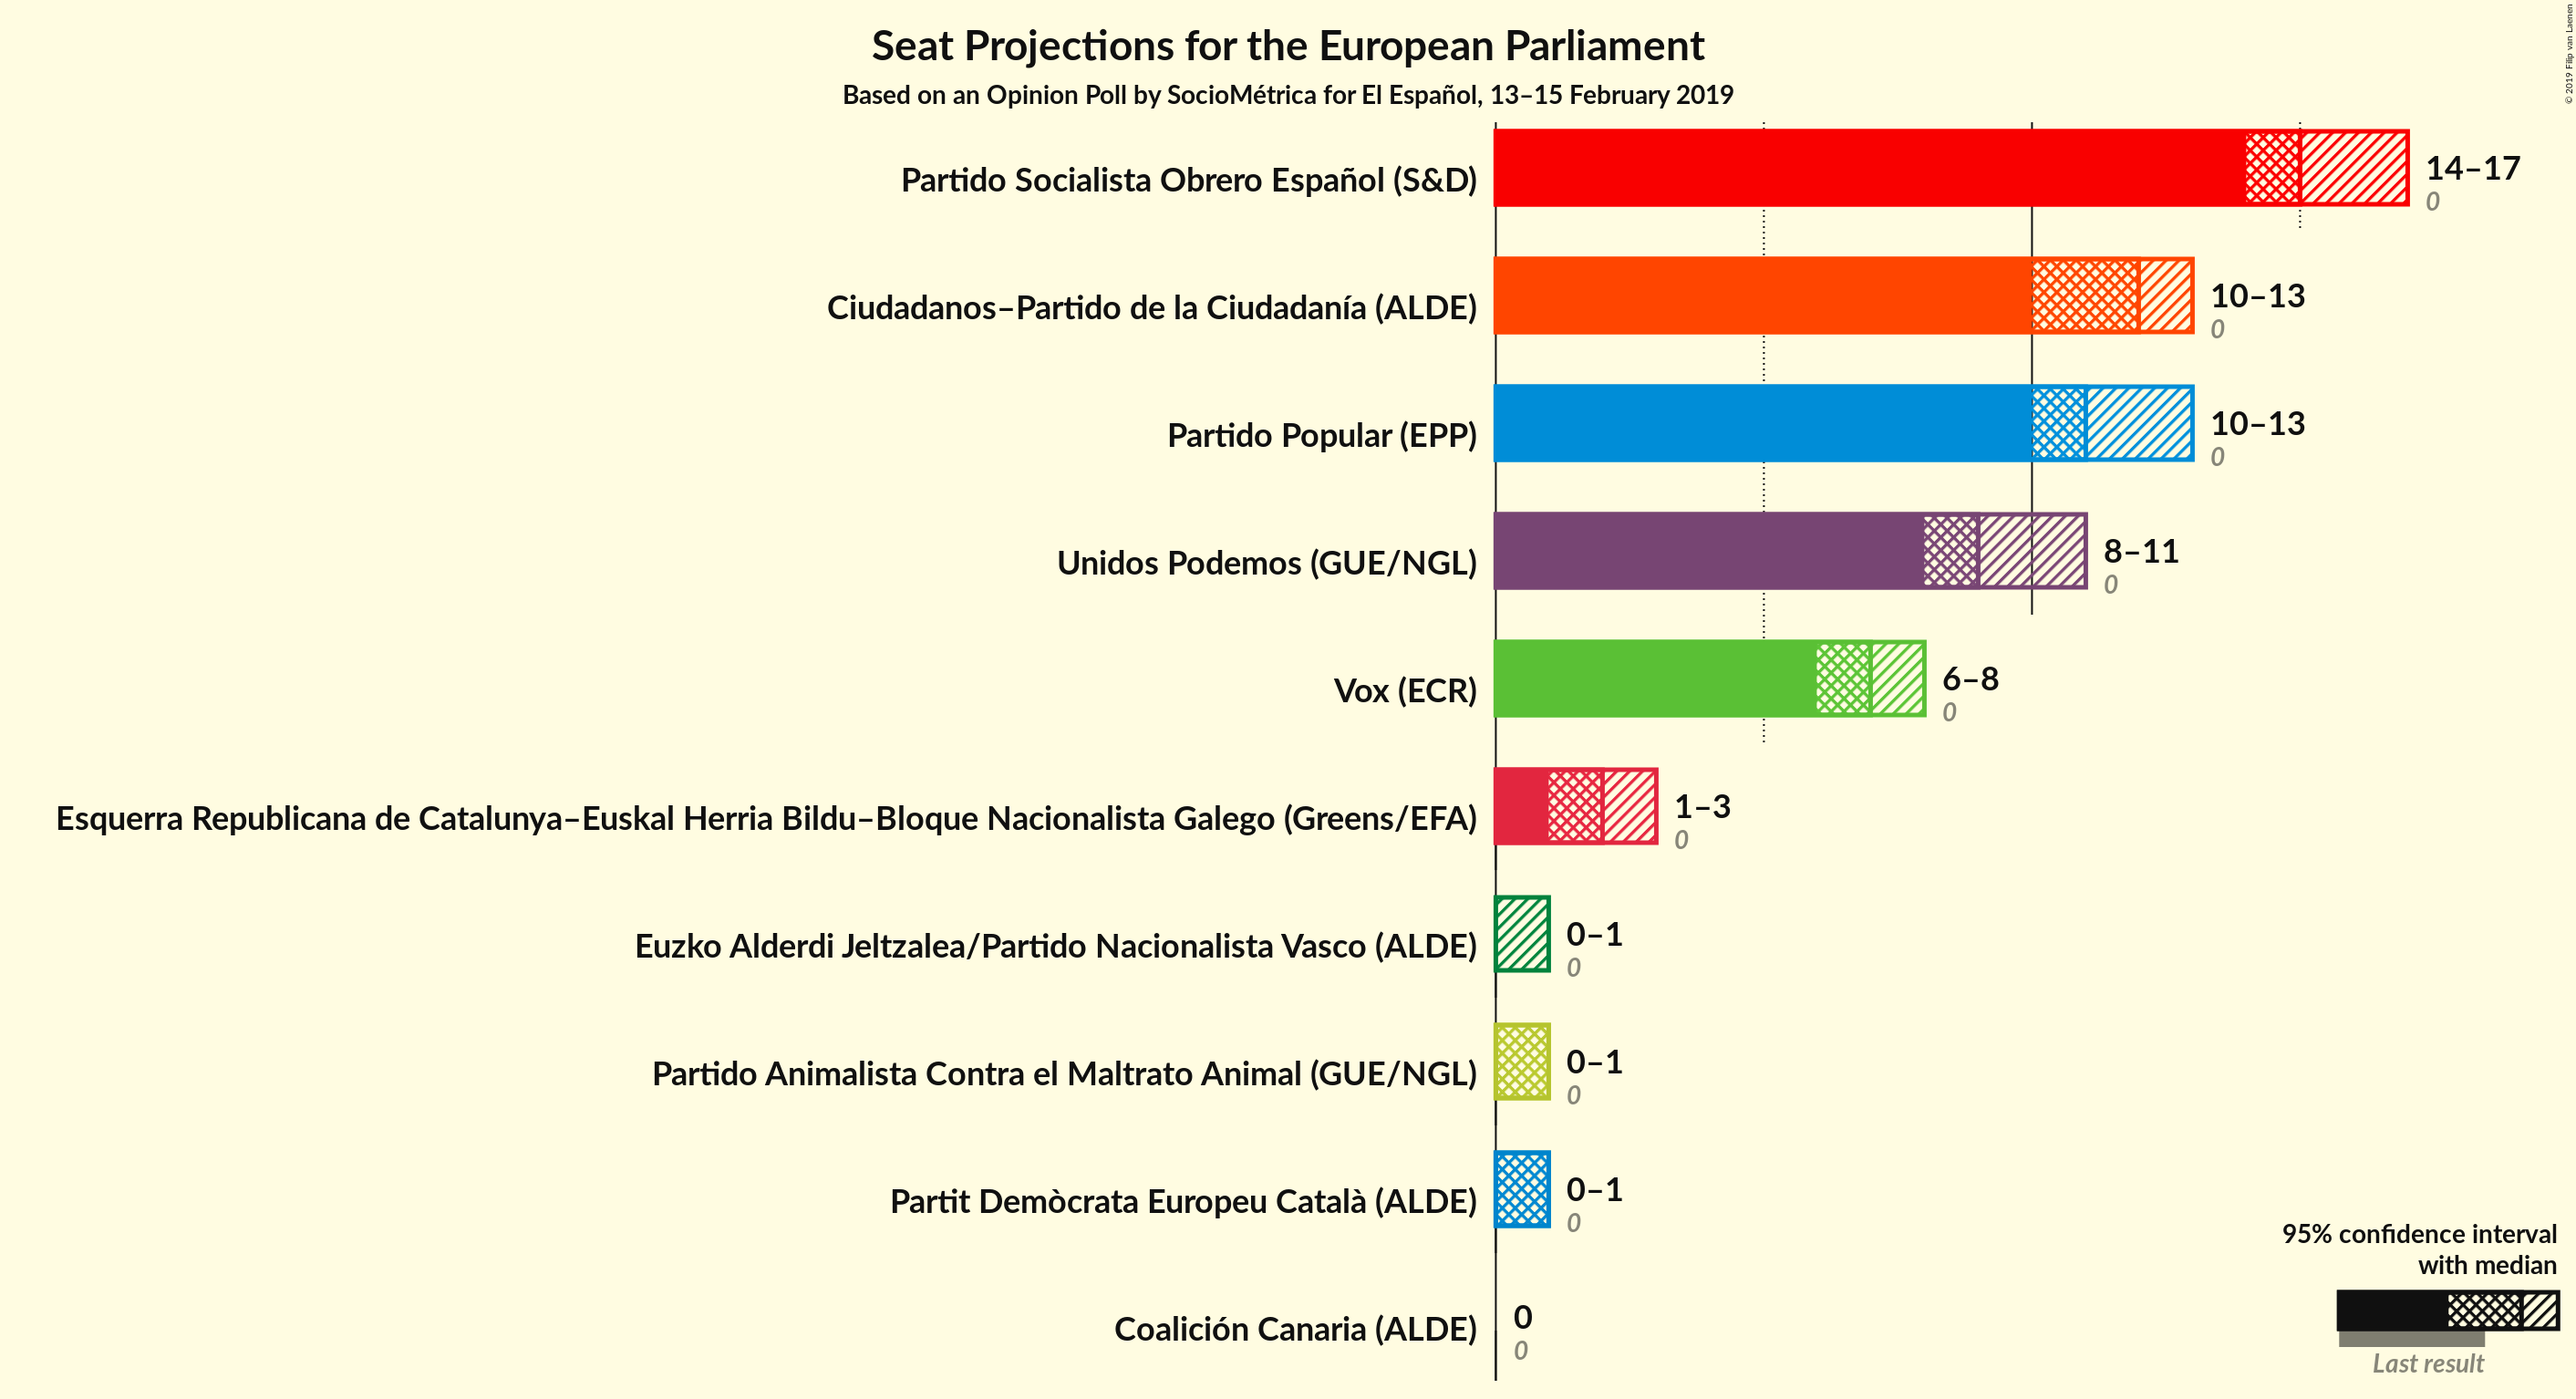 Seat Projections for the European Parliament
Based on an Opinion Poll by SocioMétrica for El Español, 13–15 February 2019
© 2019 Filip van Laenen
Partido Socialista Obrero Español (S&D)
14–17
0
Ciudadanos–Partido de la Ciudadanía (ALDE)
10–13
0
Partido Popular (EPP)
10–13
0
Unidos Podemos (GUE/NGL)
8–11
0
Vox (ECR)
6–8
0
Esquerra Republicana de Catalunya–Euskal Herria Bildu–Bloque Nacionalista Galego (Greens/EFA)
1–3
0
Euzko Alderdi Jeltzalea/Partido Nacionalista Vasco (ALDE)
0–1
0
Partido Animalista Contra el Maltrato Animal (GUE/NGL)
0–1
0
Partit Demòcrata Europeu Català (ALDE)
0–1
0
Coalición Canaria (ALDE)
0
0
95% confidence interval
with median
Last result